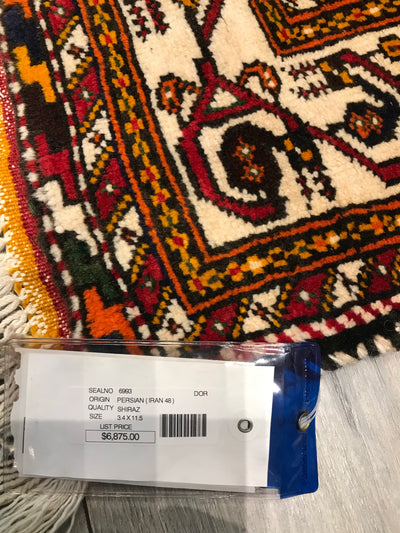 SEALNO 6993 DOR
ORIGIN PERSIAN ( IRAN 48 )
QUALITY SHIRAZ
SIZE 3.4 X 11.5
LIST PRICE
$6,875.00